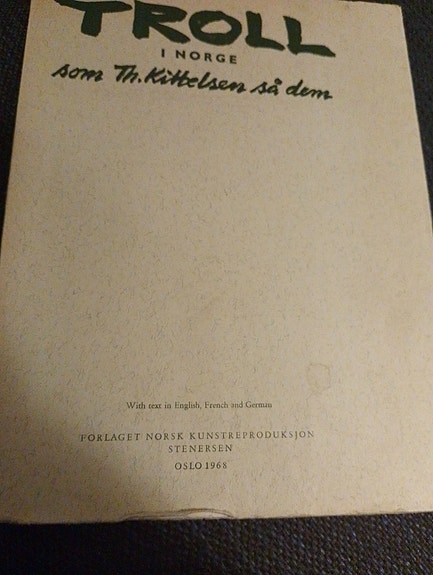 TROLL
I NORGE
som Th. Kittelsen så dem
With text in English, French and German
FORLAGET NORSK KUNSTREPRODUKSJON
STENERSEN
OSLO 1968